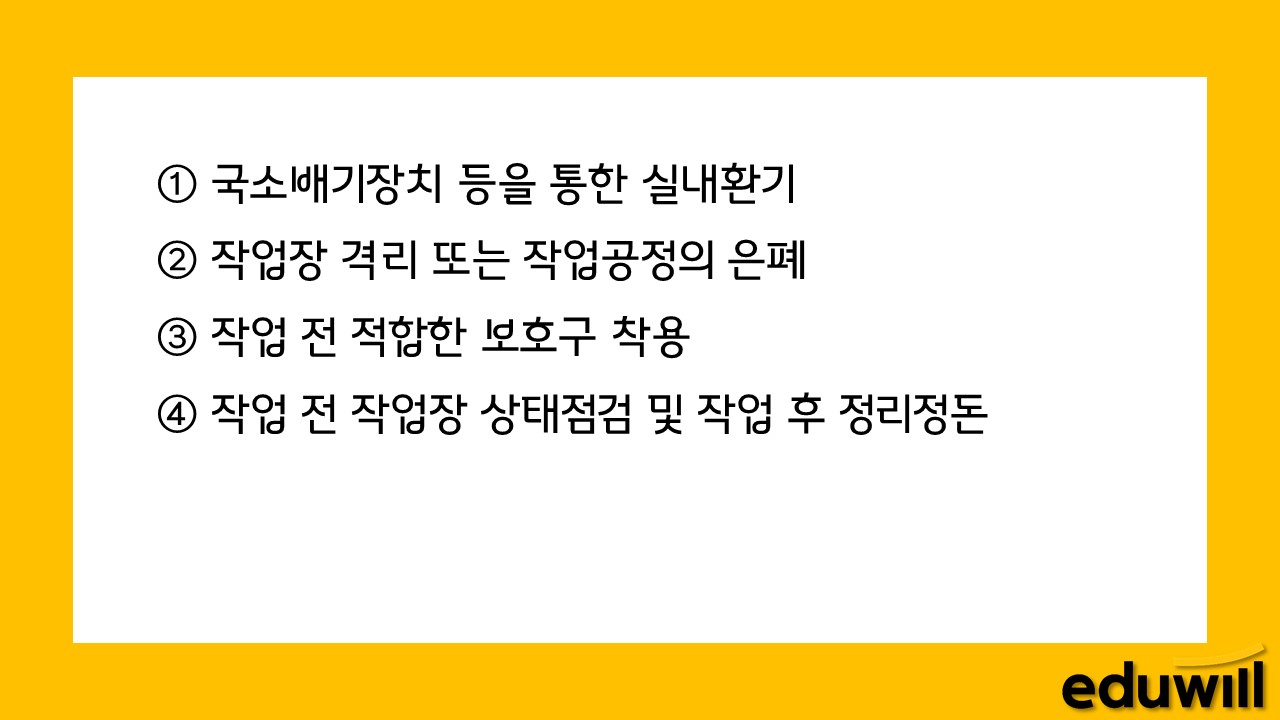 ① 국소배기장치 등을 통한 실내환기
② 작업장 격리 또는 작업공정의 은폐
③ 작업 전 적합한 보호구 착용
④ 작업 전 작업장 상태점검 및 작업 후 정리정돈
eduwill